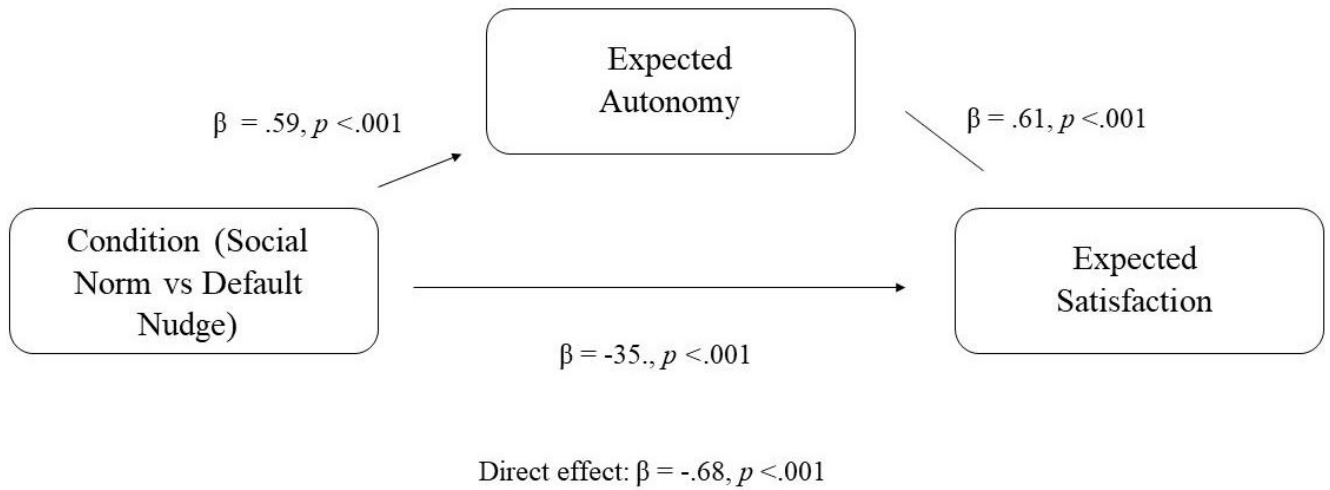 Expected
Autonomy
β = .59, p <.001
β = .61, p <.001
Condition (Social
Norm vs Default
Nudge)
Expected
Satisfaction
β = -35., p <.001
Direct effect: β = -.68, p <.001